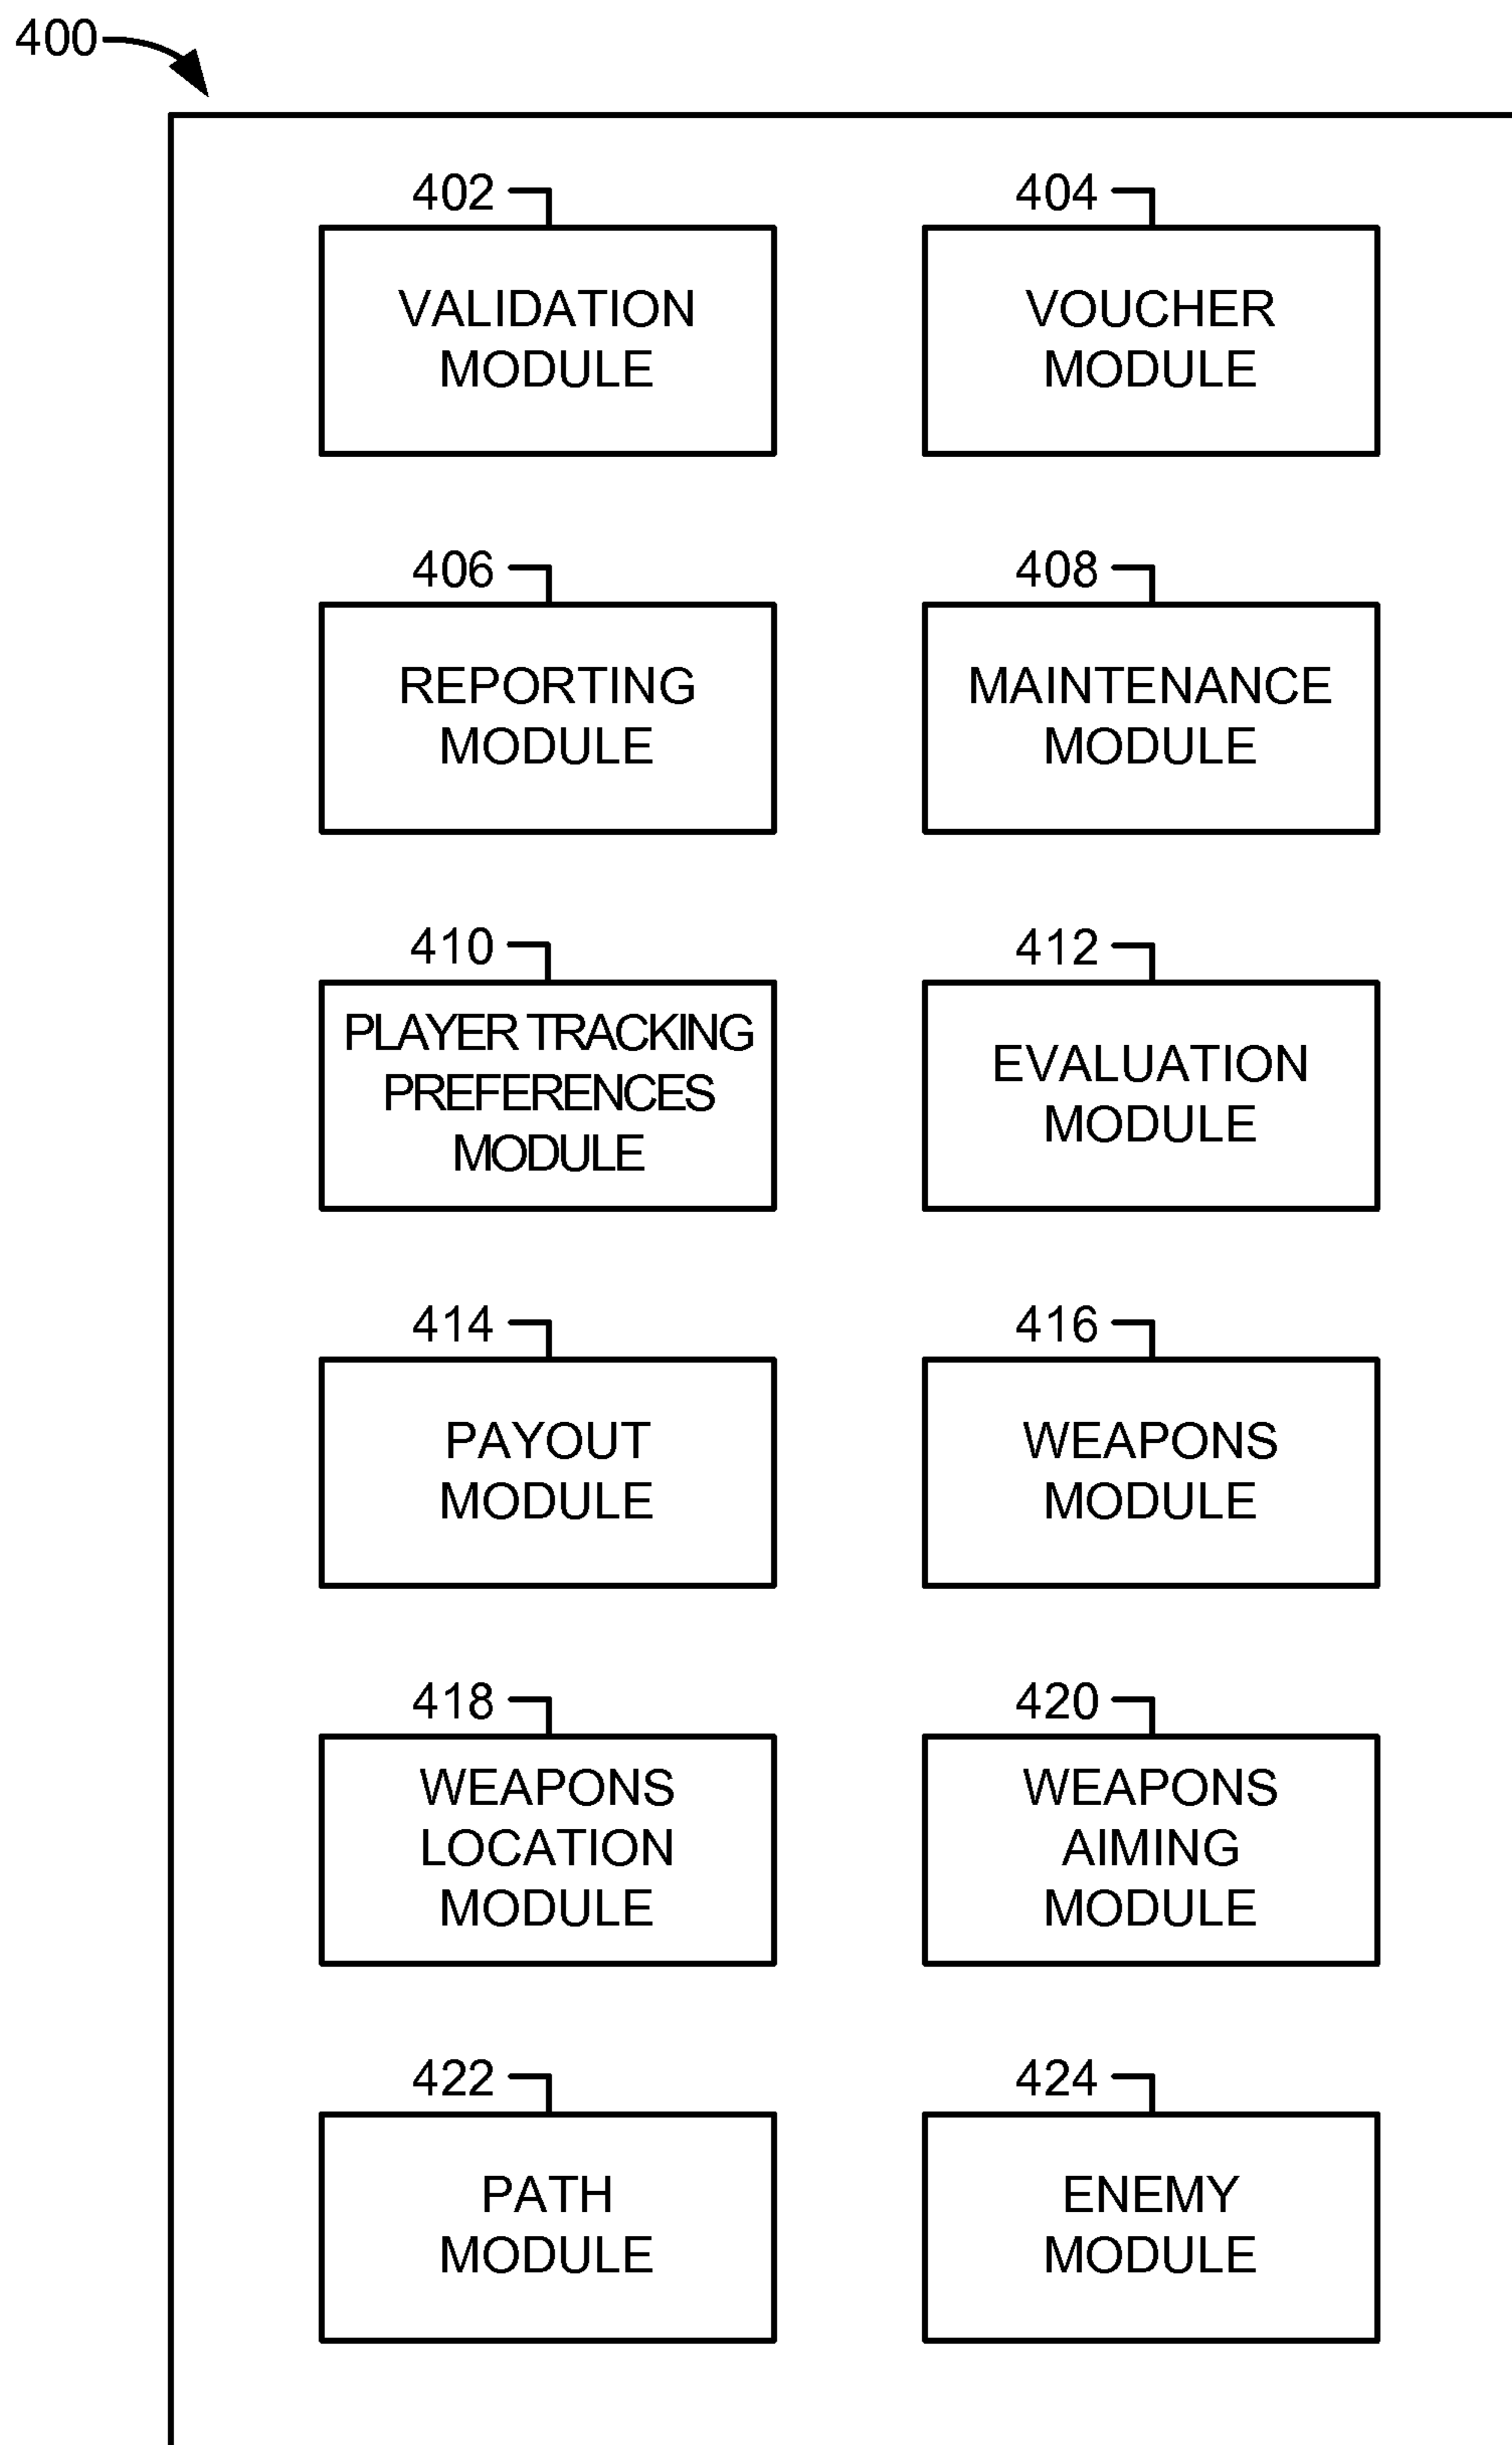 400
402
VALIDATION
MODULE
404
VOUCHER
MODULE
406
REPORTING
MODULE
408
MAINTENANCE
MODULE
410
PLAYER TRACKING
PREFERENCES
MODULE
412
EVALUATION
MODULE
414
PAYOUT
MODULE
416
WEAPONS
MODULE
418
WEAPONS
LOCATION
MODULE
420
WEAPONS
AIMING
MODULE
422
PATH
MODULE
424
ENEMY
MODULE